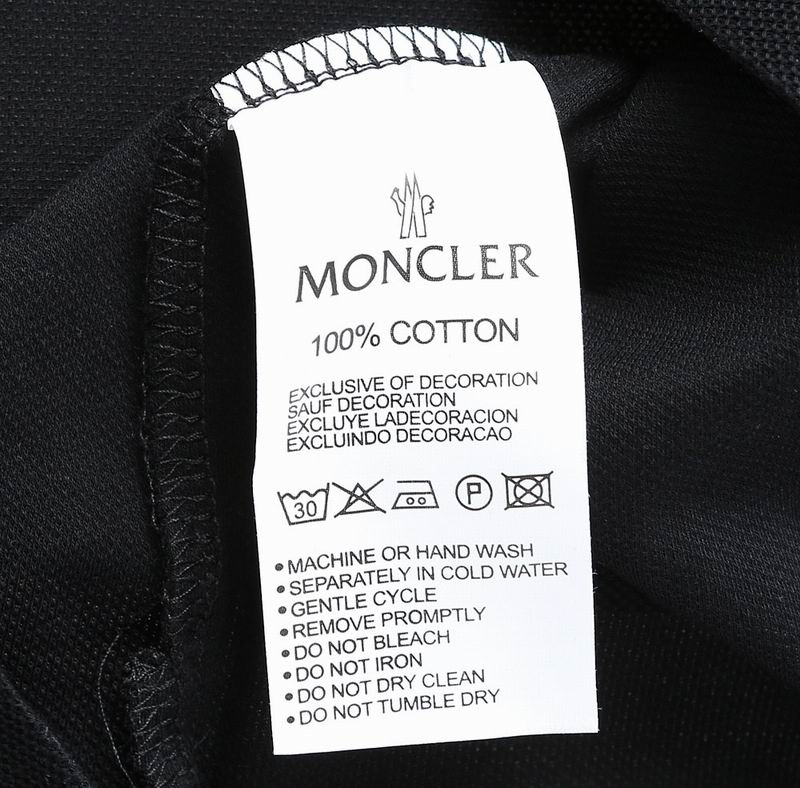 MONCLER
100% COTTON
EXCLUSIVE OF DECORATION
SAUF DECORATION
EXCLUYE LADECORACION
EXCLUINDO DECORACAO
30 P
• MACHINE OR HAND WASH
• SEPARATELY IN COLD WATER
• GENTLE CYCLE
• REMOVE PROMPTLY
• DO NOT BLEACH
• DO NOT IRON
• DO NOT DRY CLEAN
• DO NOT TUMBLE DRY